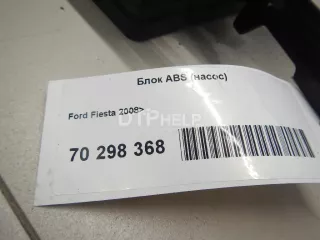 Блок ABS (насос)
Ford Fiesta 2008>
DTPHELP
70 298 368